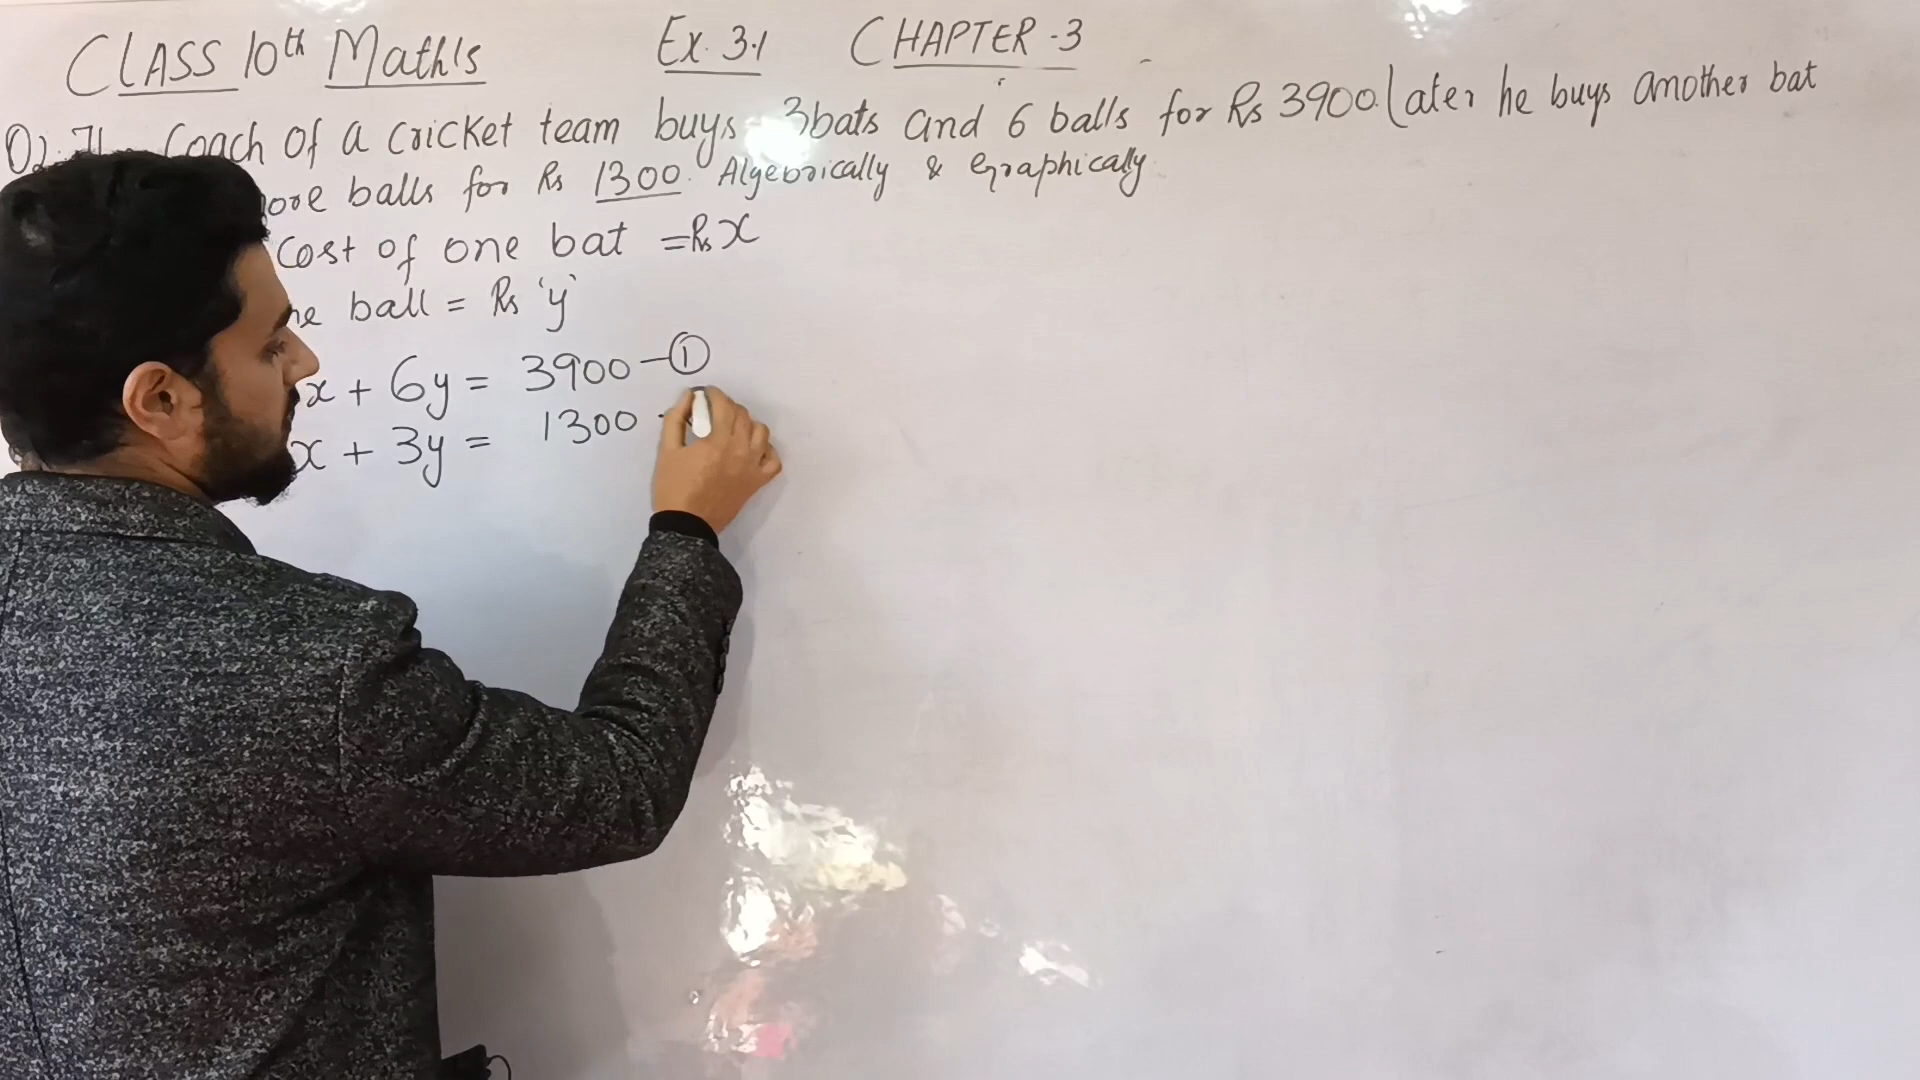 CLASS 10th Math's Ex. 3.1 CHAPTER -3
Q2. Coach of a cricket team buys 3bats and 6 balls for Rs 3900. Later he buys another bat
balls for Rs 1300. Algebrically & Graphically
Cost of one bat = Rs x
ball = Rs 'y'
x + 6y = 3900 - ①
x + 3y = 1300 -